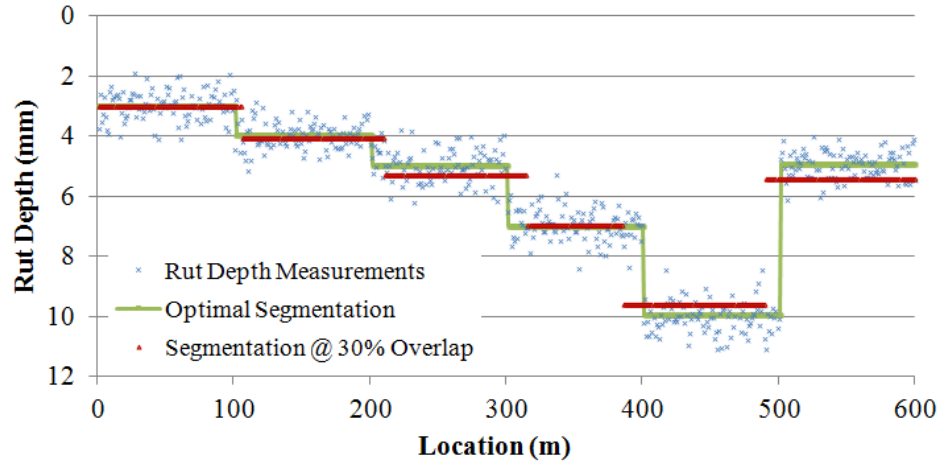 0
2
4
6
8
10
12
Rut Depth (mm)
Rut Depth Measurements
Optimal Segmentation
Segmentation @ 30% Overlap
0 100 200 300 400 500 600
Location (m)